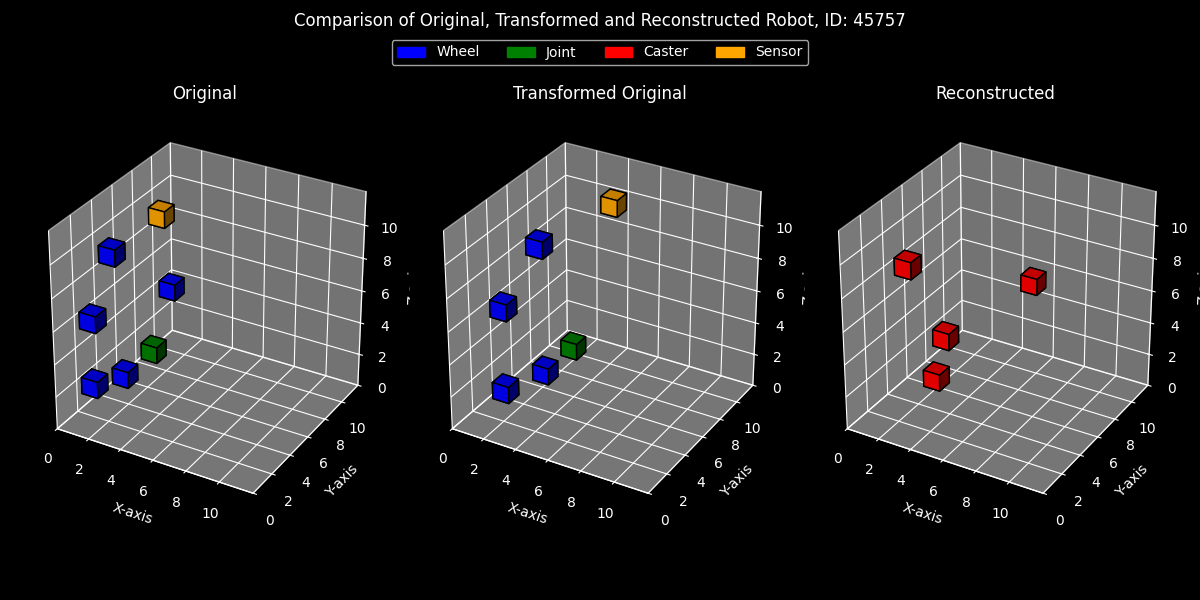 Comparison of Original, Transformed and Reconstructed Robot, ID: 45757
Wheel Joint Caster Sensor
Original
Transformed Original
Reconstructed
0 2 4 6 8 10
X-axis
0 2 4 6 8 10
Y-axis
0 2 4 6 8 10
0 2 4 6 8 10
X-axis
0 2 4 6 8 10
Y-axis
0 2 4 6 8 10
0 2 4 6 8 10
X-axis
0 2 4 6 8 10
Y-axis
0 2 4 6 8 10